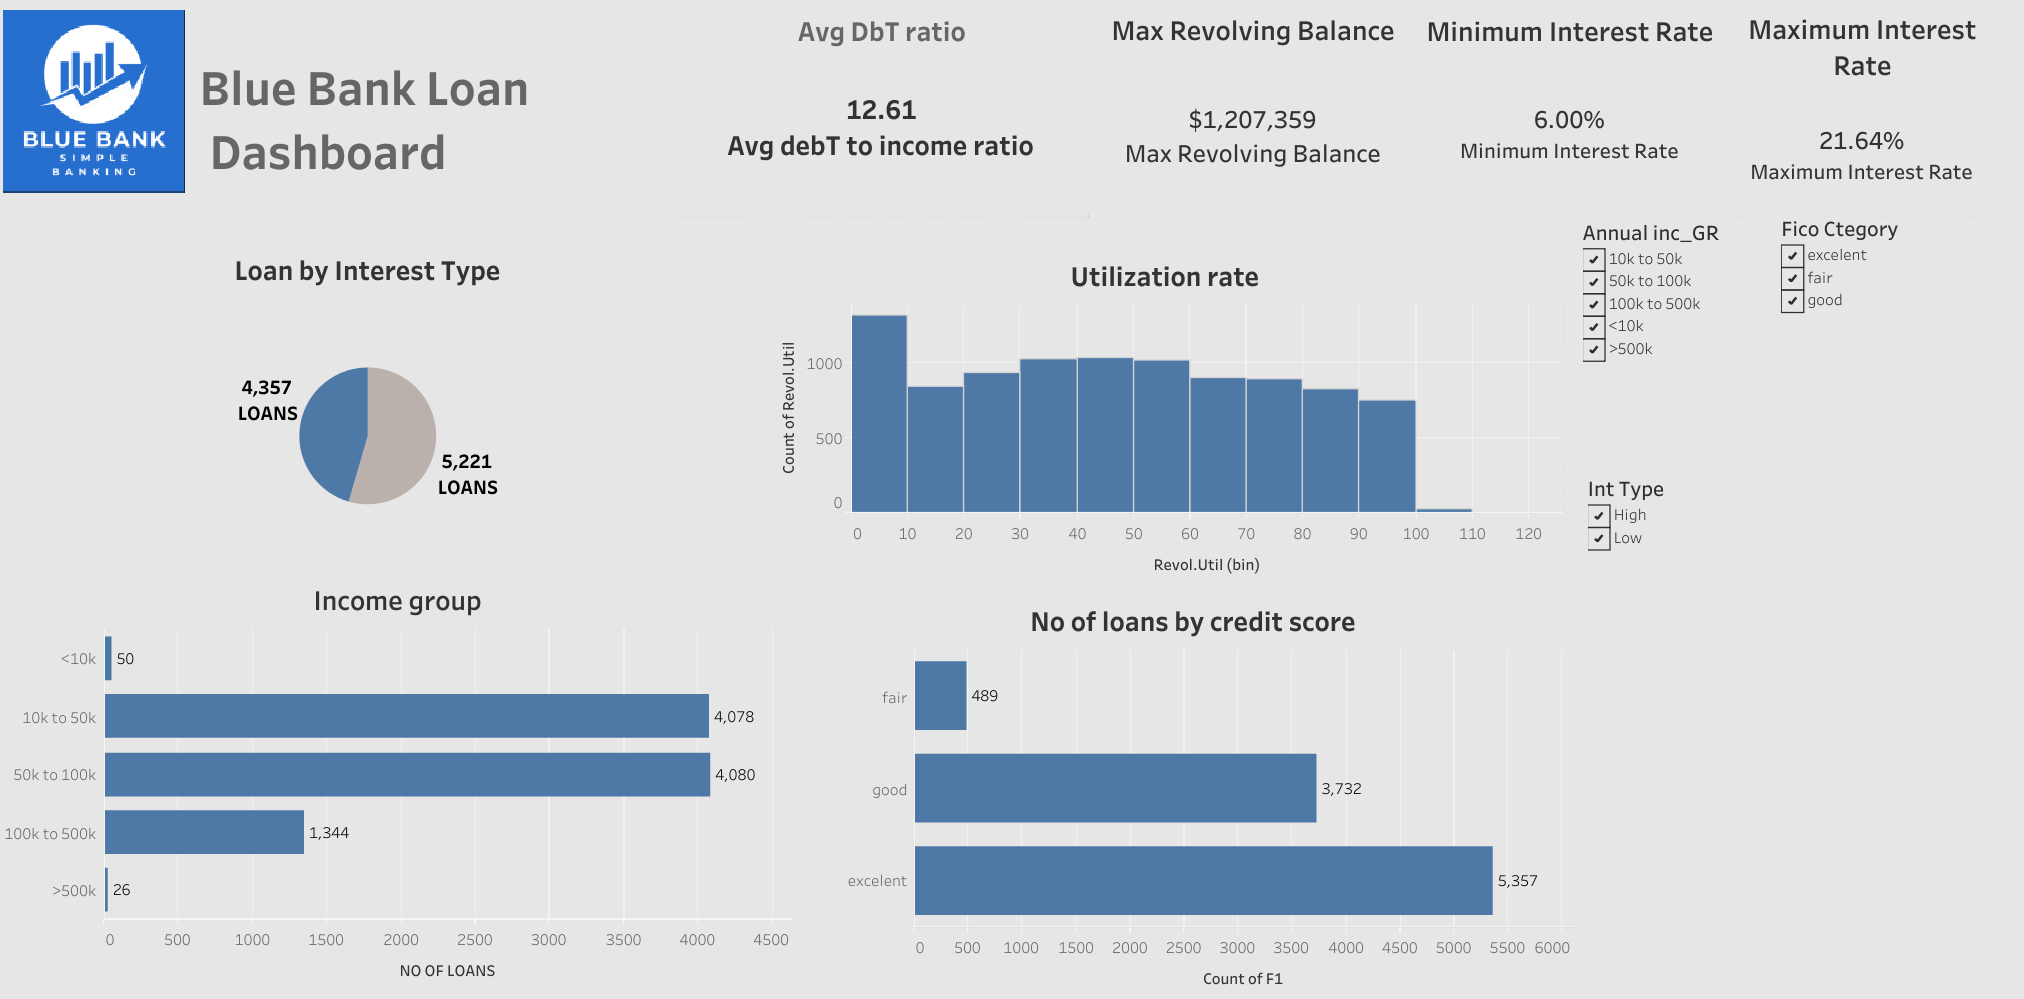 BLUE BANK
SIMPLE
BANKING
Blue Bank Loan
Dashboard
Avg DbT ratio
12.61
Avg debT to income ratio
Max Revolving Balance
$1,207,359
Max Revolving Balance
Minimum Interest Rate
6.00%
Minimum Interest Rate
Maximum Interest
Rate
21.64%
Maximum Interest Rate
Loan by Interest Type
4,357
LOANS
5,221
LOANS
Utilization rate
Count of Revol.Util
1000
500
0
0 10 20 30 40 50 60 70 80 90 100 110 120
Revol.Util (bin)
Annual inc_GR
10k to 50k
50k to 100k
100k to 500k
<10k
>500k
Fico Ctegory
excelent
fair
good
Int Type
High
Low
Income group
<10k 50
10k to 50k 4,078
50k to 100k 4,080
100k to 500k 1,344
>500k 26
0 500 1000 1500 2000 2500 3000 3500 4000 4500
NO OF LOANS
No of loans by credit score
fair 489
good 3,732
excelent 5,357
0 500 1000 1500 2000 2500 3000 3500 4000 4500 5000 5500 6000
Count of F1